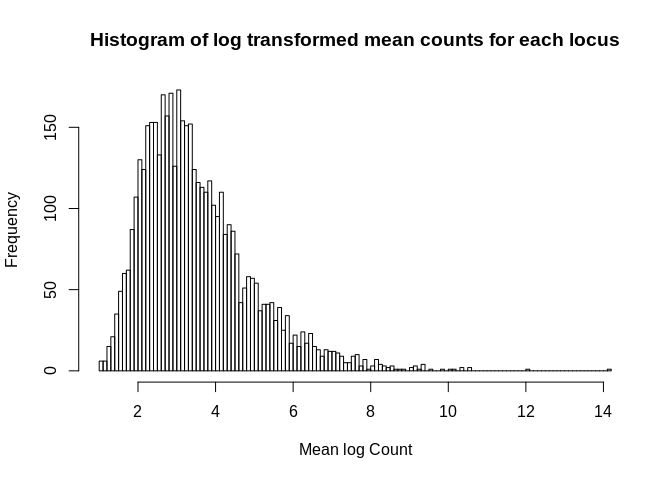 Histogram of log transformed mean counts for each locus
Frequency
150
100
50
0
2 4 6 8 10 12 14
Mean log Count